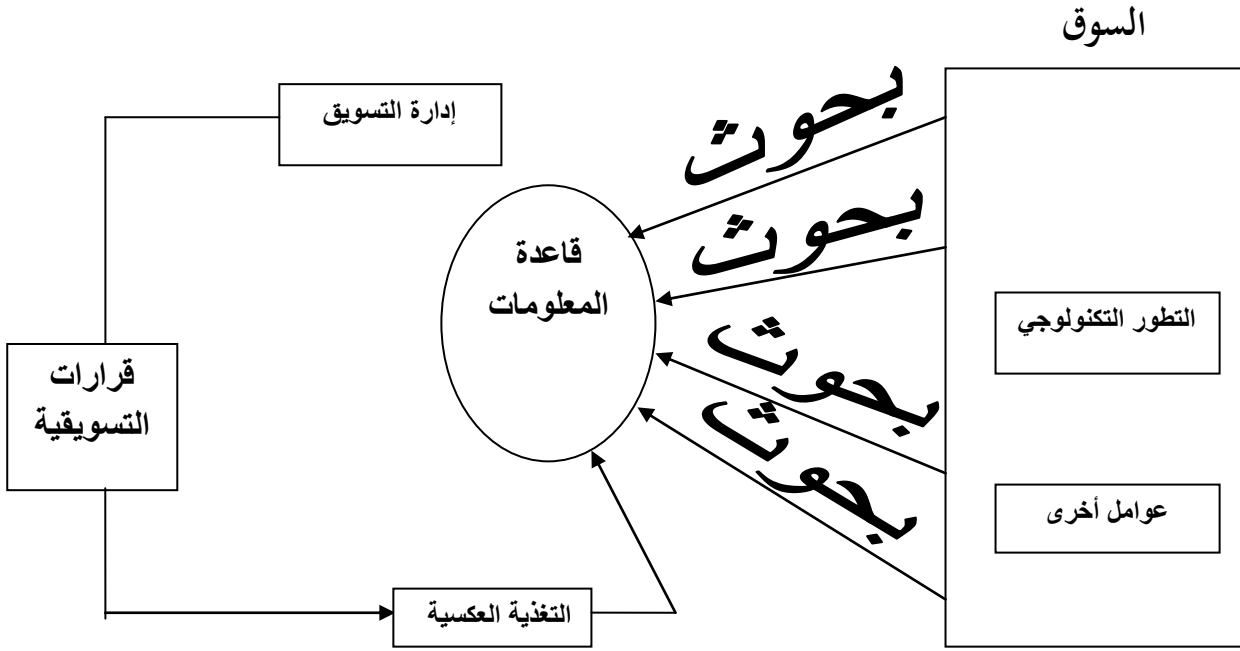 السوق
إدارة التسويق
بحوث
بحوث
بحوث
بحوث
قاعدة
المعلومات
التطور التكنولوجي
قرارات
التسويقية
عوامل أخرى
التغذية العكسية